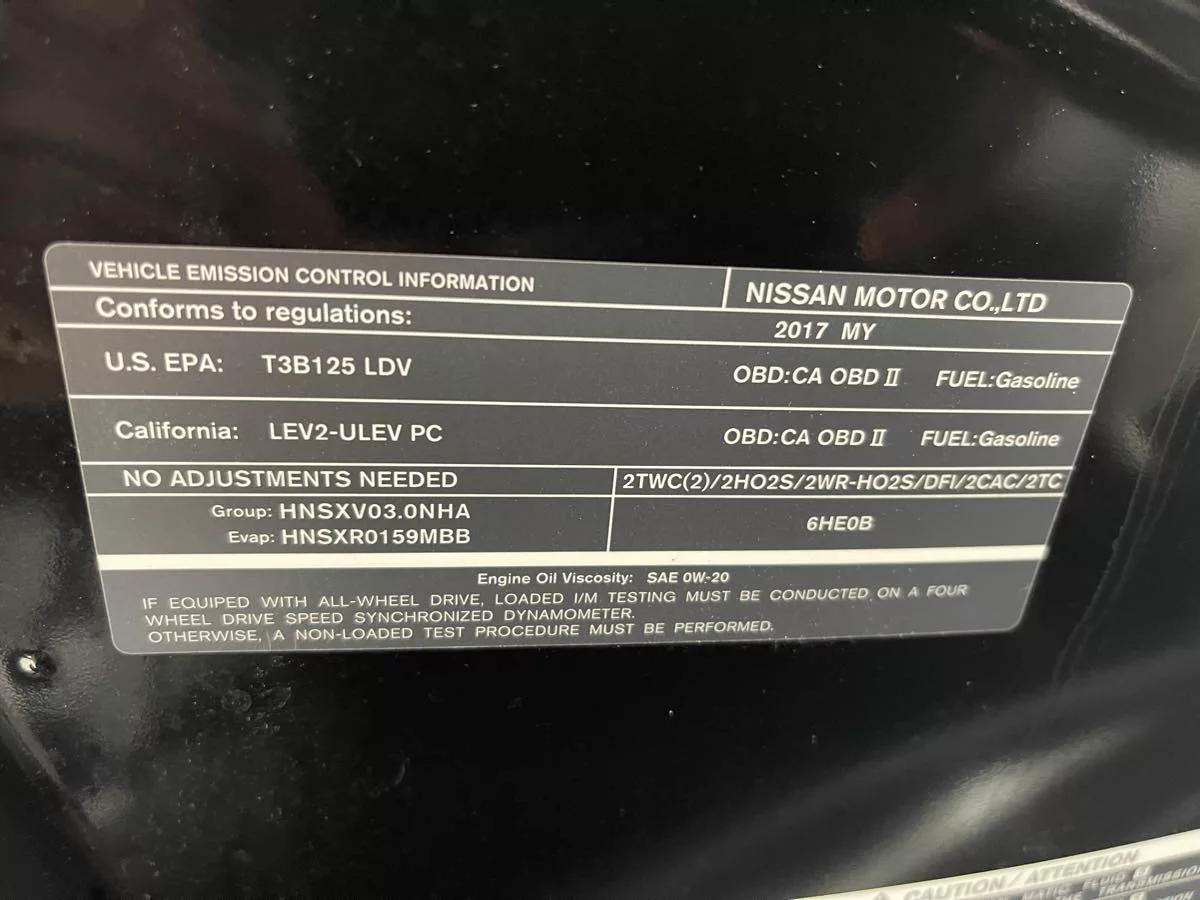 VEHICLE EMISSION CONTROL INFORMATION
NISSAN MOTOR CO.,LTD
Conforms to regulations:
2017 MY
U.S. EPA: T3B125 LDV
OBD:CA OBD II FUEL:Gasoline
California: LEV2-ULEV PC
OBD:CA OBD II FUEL:Gasoline
NO ADJUSTMENTS NEEDED
2TWC(2)/2HO2S/2WR-HO2S/DFI/2CAC/2TC
Group: HNSXV03.0NHA
Evap: HNSXR0159MBB
6HE0B
Engine Oil Viscosity: SAE 0W-20
IF EQUIPED WITH ALL-WHEEL DRIVE, LOADED I/M TESTING MUST BE CONDUCTED ON A FOUR
WHEEL DRIVE SPEED SYNCHRONIZED DYNAMOMETER.
OTHERWISE, A NON-LOADED TEST PROCEDURE MUST BE PERFORMED.
CAUTION/ATTENTION
MATIC FLUID
THE TRANSMISSION